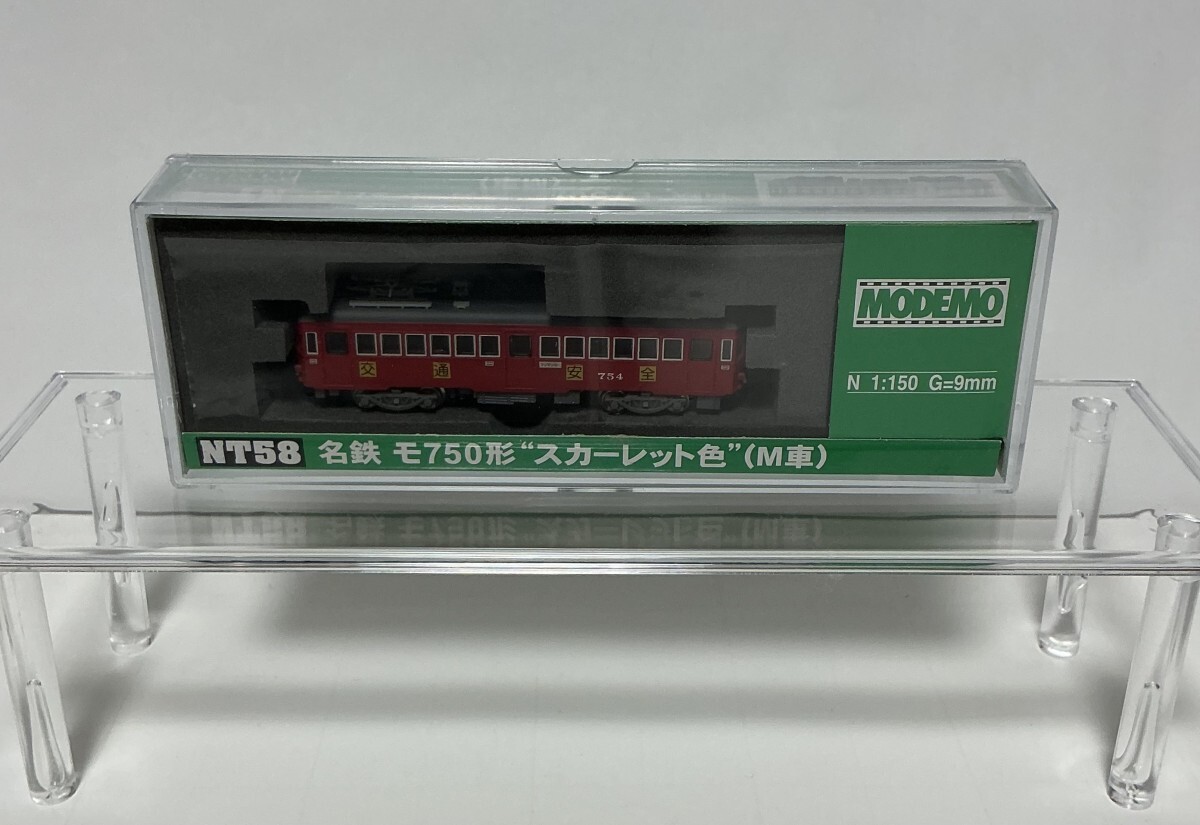 MODEMO
N 1:150 G=9mm
交通安全 754
NT58 名鉄 モ750形“スカーレット色”(M車)